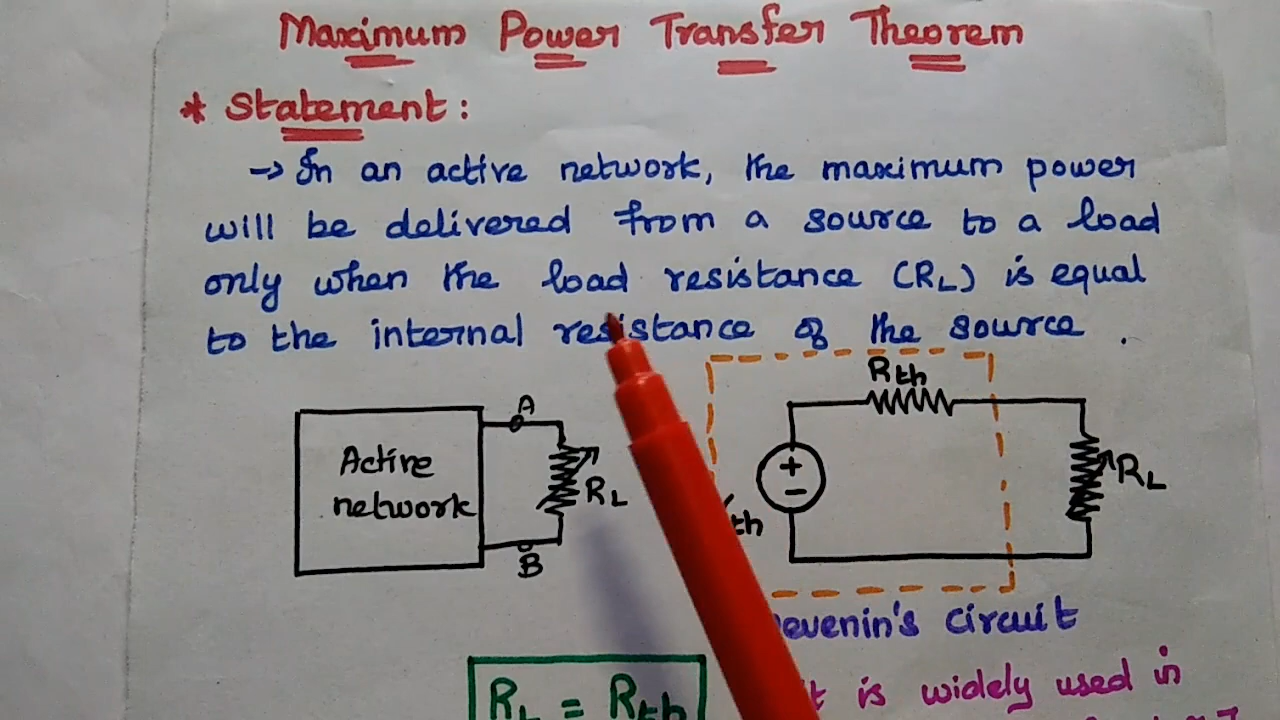 Maximum Power Transfer Theorem
* Statement:
→ In an active network, the maximum power
will be delivered from a source to a load
only when the load resistance (RL) is equal
to the internal resistance of the source.
A
Active
network
RL
B
Rth
+
-
th
RL
evenin's circuit
RL = Rth
is widely used in